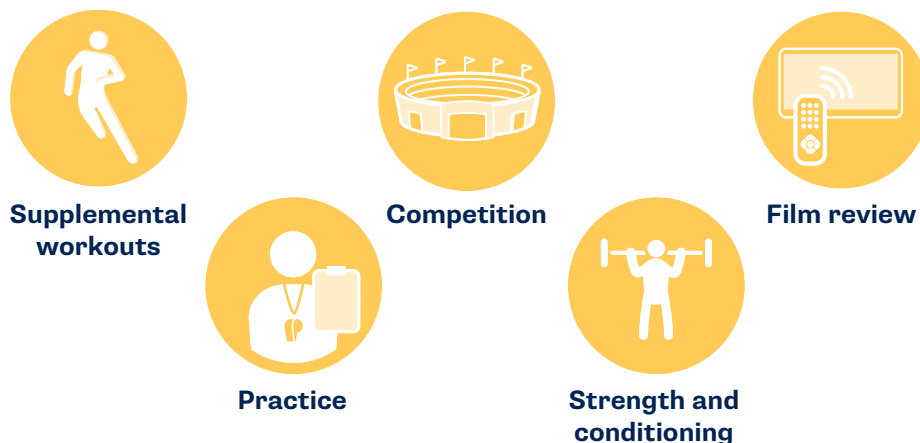 Supplemental
workouts
Competition
Film review
Practice
Strength and
conditioning